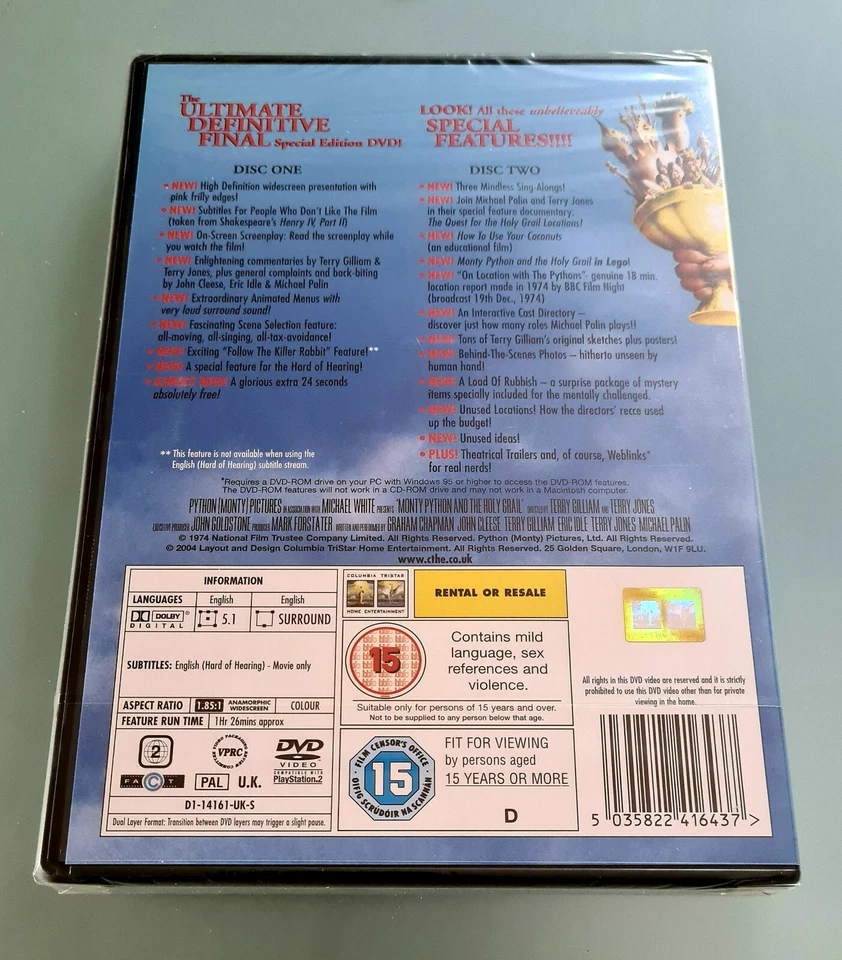 The
ULTIMATE
DEFINITIVE
FINAL Special Edition DVD!
DISC ONE
• NEW! High Definition widescreen presentation with
pink frilly edges!
• NEW! Subtitles For People Who Don't Like The Film
(taken from Shakespeare's Henry IV, Part II)
• NEW! On-Screen Screenplay: Read the screenplay while
you watch the film!
• NEW! Enlightening commentaries by Terry Gilliam &
Terry Jones, plus general complaints and back-biting
by John Cleese, Eric Idle & Michael Palin
• NEW! Extraordinary Animated Menus with
very loud surround sound!
• NEW! Fascinating Scene Selection feature:
all-moving, all-singing, all-tax-avoidance!
• NEW! Exciting "Follow The Killer Rabbit" Feature!**
• NEW! A special feature for the Hard of Hearing!
A glorious extra 24 seconds
absolutely free!
** This feature is not available when using the
English (Hard of Hearing) subtitle stream.
LOOK! All these unbelievably
SPECIAL
FEATURES!!!!
DISC TWO
• NEW! Three Mindless Sing-Alongs!
• NEW! Join Michael Palin and Terry Jones
in their special feature documentary.
The Quest for the Holy Grail Locations!
• NEW! How To Use Your Coconuts
(an educational film)
• NEW! Monty Python and the Holy Grail in Lego!
• NEW! "On Location with The Pythons"- genuine 18 min.
location report made in 1974 by BBC Film Night
(broadcast 19th Dec., 1974)
• NEW! An Interactive Cast Directory –
discover just how many roles Michael Palin plays!!
• NEW! Tons of Terry Gilliam's original sketches plus posters!
• NEW! Behind-The-Scenes Photos – hitherto unseen by
human hand!
• NEW! A Load Of Rubbish – a surprise package of mystery
items specially included for the mentally challenged.
• NEW! Unused Locations! How the directors' recce used
up the budget!
• NEW! Unused ideas!
• PLUS! Theatrical Trailers and, of course, Weblinks*
for real nerds!
*Requires a DVD-ROM drive on your PC with Windows 95 or higher to access the DVD-ROM features.
The DVD-ROM features will not work in a CD-ROM drive and may not work in a Macintosh computer.
PYTHON (MONTY) PICTURES IN ASSOCIATION WITH MICHAEL WHITE PRESENTS 'MONTY PYTHON AND THE HOLY GRAIL' DIRECTED BY TERRY GILLIAM AND TERRY JONES
EXECUTIVE PRODUCER JOHN GOLDSTONE PRODUCER MARK FORSTATER WRITTEN AND PERFORMED BY GRAHAM CHAPMAN JOHN CLEESE TERRY GILLIAM ERIC IDLE TERRY JONES MICHAEL PALIN
© 1974 National Film Trustee Company Limited. All Rights Reserved. Python (Monty) Pictures, Ltd. All Rights Reserved.
© 2004 Layout and Design Columbia TriStar Home Entertainment. All Rights Reserved. 25 Golden Square, London, W1F 9LU.
www.cthe.co.uk
INFORMATION
LANGUAGES English English
DOLBY DIGITAL 5.1 SURROUND
SUBTITLES: English (Hard of Hearing) - Movie only
ASPECT RATIO 1.85:1 ANAMORPHIC WIDESCREEN COLOUR
FEATURE RUN TIME 1Hr 26mins approx
2 VIDEO PACKAGING REVIEW COMMITTEE VPRC DVD VIDEO
COMPATIBLE WITH PlayStation.2
FACT PAL U.K.
D1-14161-UK-S
Dual Layer Format: Transition between DVD layers may trigger a slight pause.
COLUMBIA TRISTAR
HOME ENTERTAINMENT
RENTAL OR RESALE
15
Contains mild
language, sex
references and
violence.
Suitable only for persons of 15 years and over.
Not to be supplied to any person below that age.
FILM CENSOR'S OFFICE
15
OIFIG SCRÚDÓIR NA SCANNÁN
FIT FOR VIEWING
by persons aged
15 YEARS OR MORE
D
All rights in this DVD video are reserved and it is strictly
prohibited to use this DVD video other than for private
viewing in the home.
5 035822 416437 >